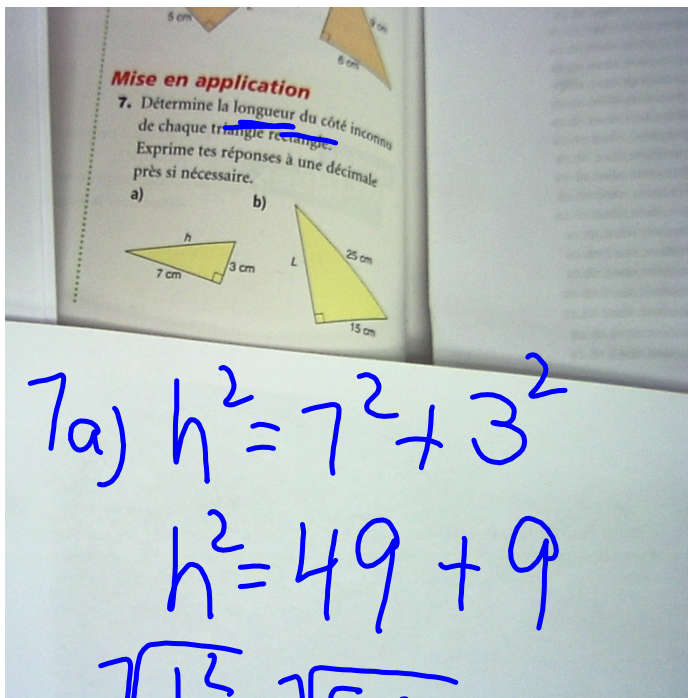 5 cm
9 cm
6 cm
Mise en application
7. Détermine la longueur du côté inconnu
de chaque triangle rectangle.
Exprime tes réponses à une décimale
près si nécessaire.
a) b)
h
7 cm
3 cm
L
25 cm
15 cm
7a) h² = 7² + 3²
h² = 49 + 9